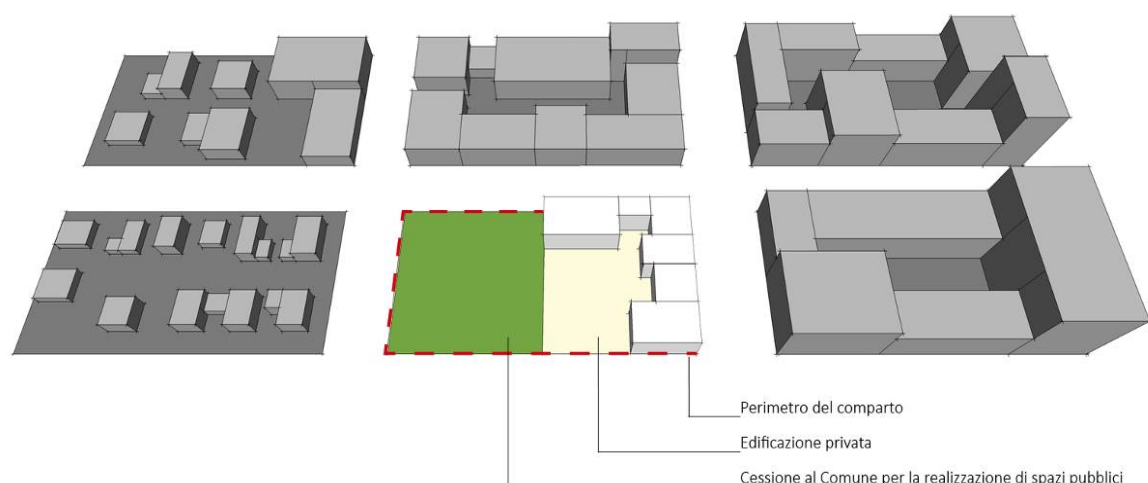 Perimetro del comparto
Edificazione privata
Cessione al Comune per la realizzazione di spazi pubblici